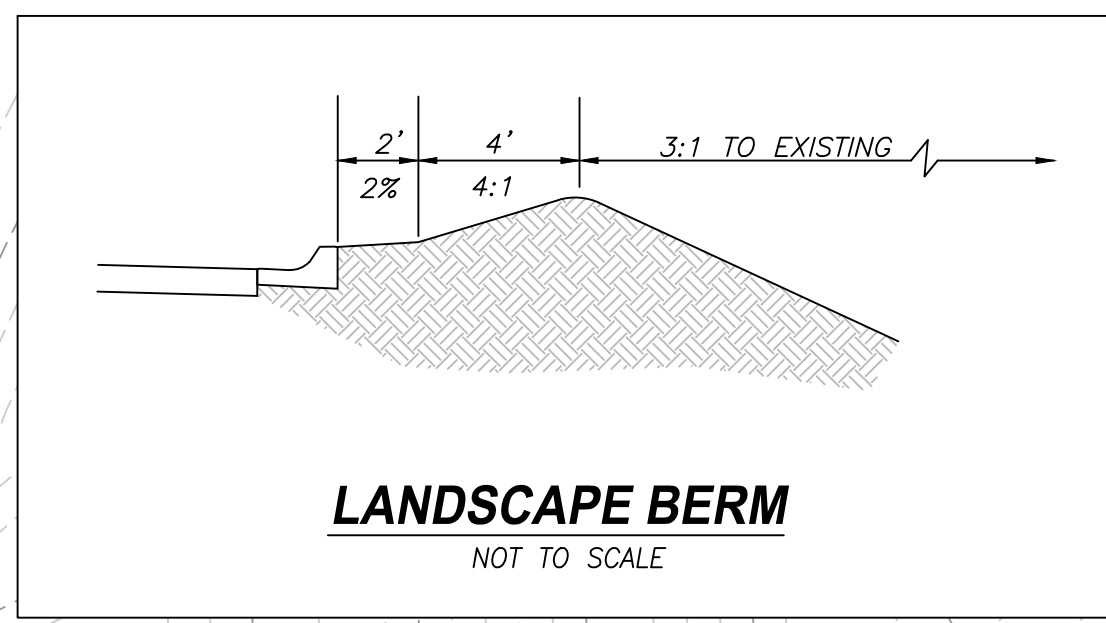 2’ 4’ 3:1 TO EXISTING
2% 4:1
LANDSCAPE BERM
NOT TO SCALE